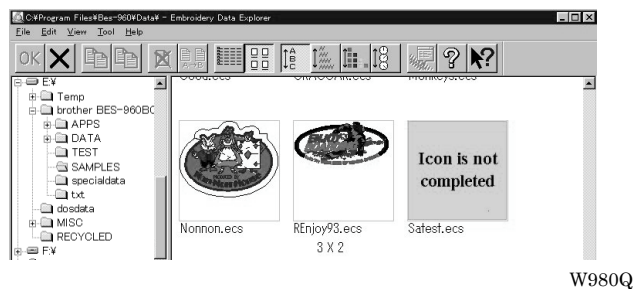 C:¥Program Files¥Bes-960¥Data¥ - Embroidery Data Explorer
File Edit View Tool Help
OK
A→B
A
B
C
E¥
Temp
brother BES-960BC
APPS
DATA
TEST
SAMPLES
specialdata
txt
dosdata
MISC
RECYCLED
F:¥
Icon is not
completed
Nonnon.ecs
REnjoy93.ecs
Safest.ecs
3 X 2
W980Q